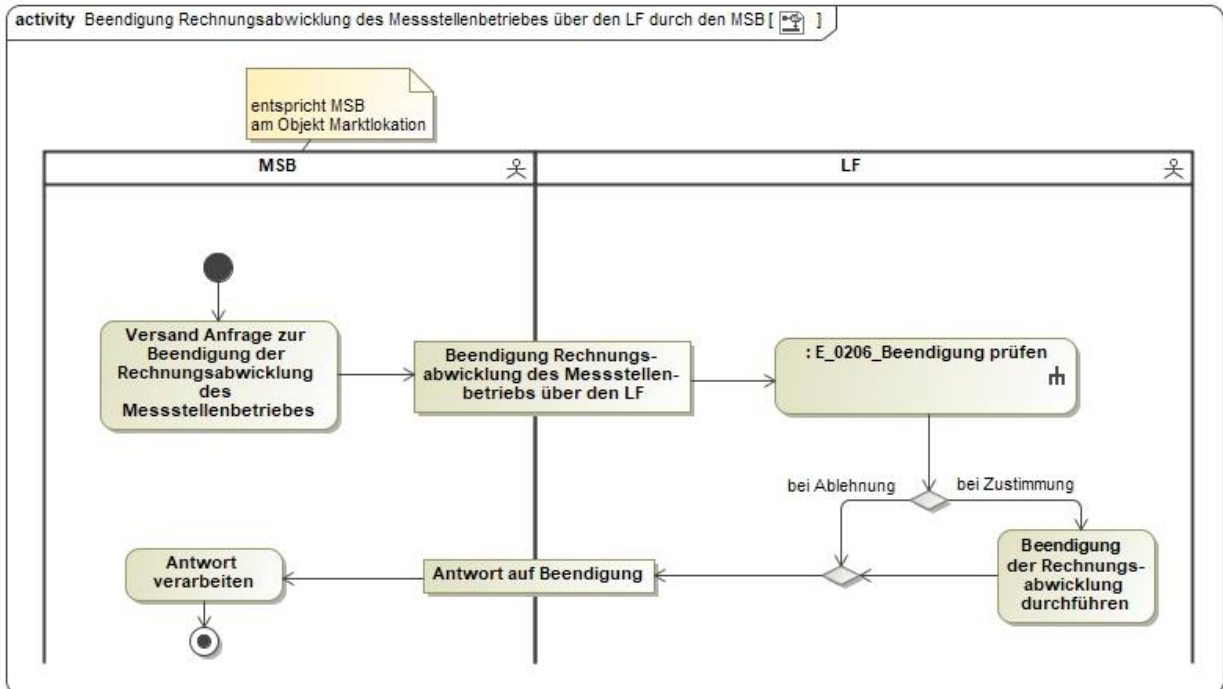 activity Beendigung Rechnungsabwicklung des Messstellenbetriebes über den LF durch den MSB [ ]
entspricht MSB
am Objekt Marktlokation
MSB
LF
Versand Anfrage zur
Beendigung der
Rechnungsabwicklung
des
Messstellenbetriebes
Beendigung Rechnungs-
abwicklung des Messstellen-
betriebs über den LF
: E_0206_Beendigung prüfen
bei Ablehnung
bei Zustimmung
Beendigung
der Rechnungs-
abwicklung
durchführen
Antwort auf Beendigung
Antwort
verarbeiten